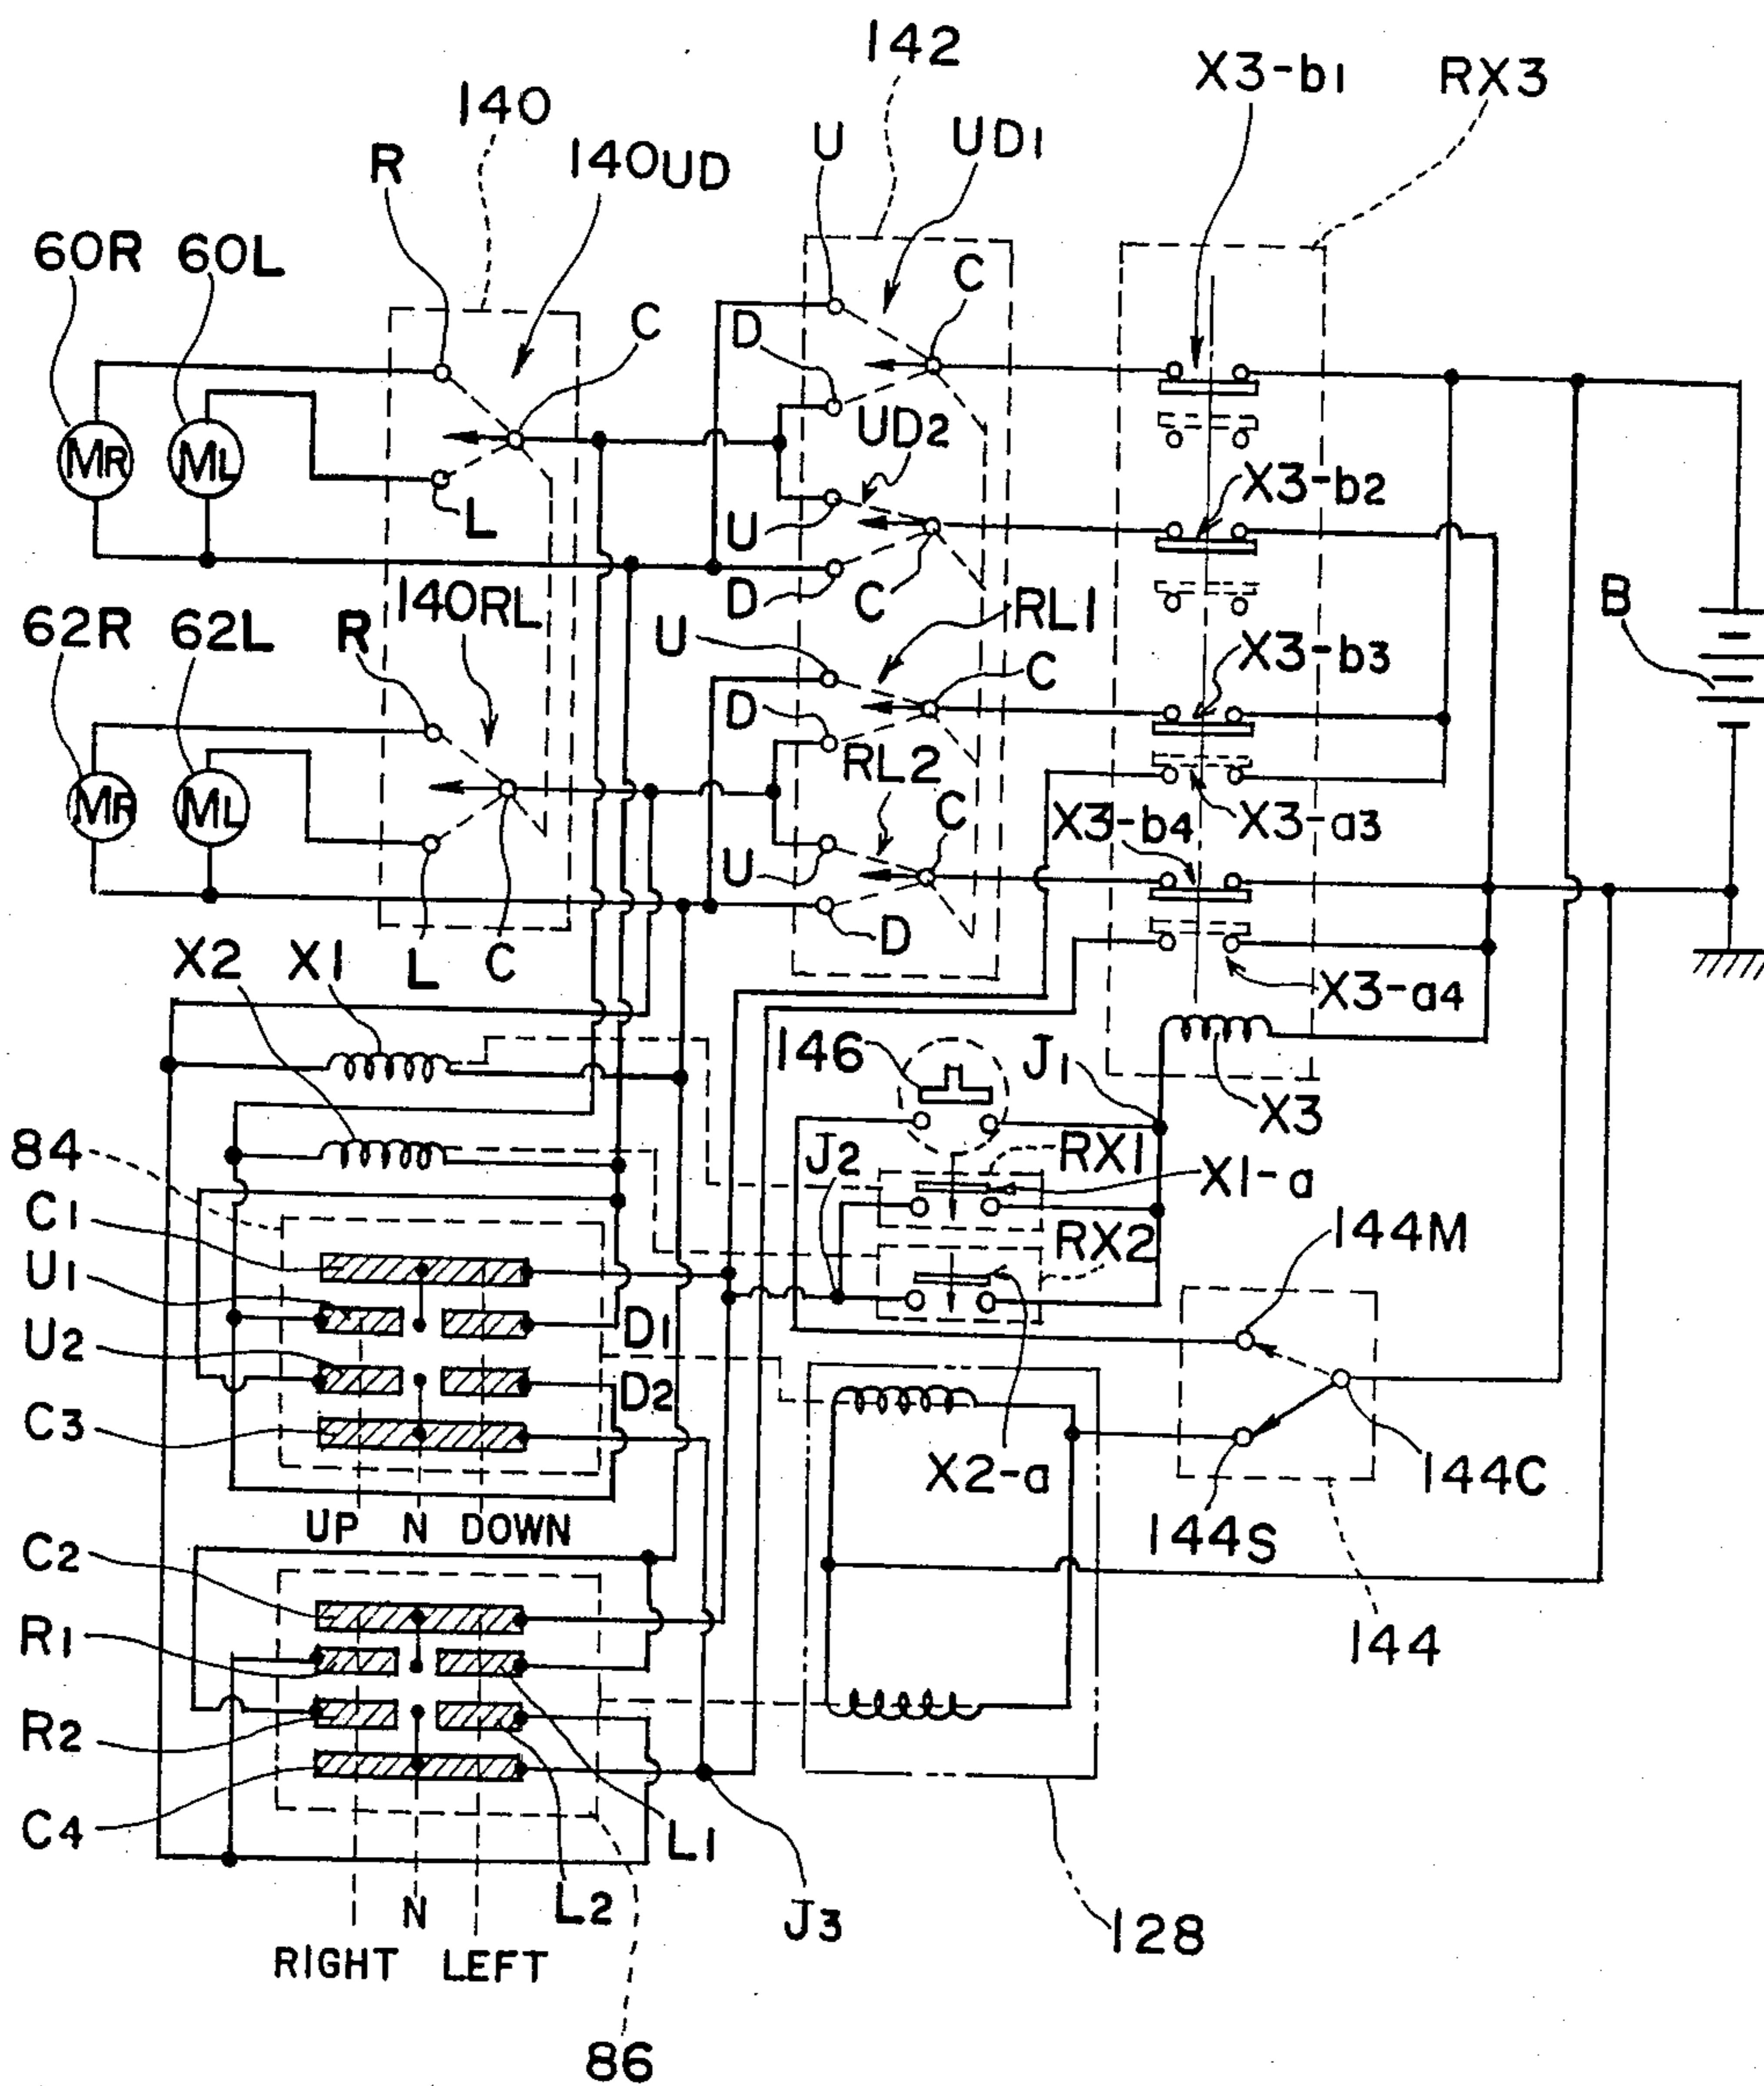 142
X3-b1
RX3
140
U
UD1
R
140UD
60R
60L
C
C
D
UD2
MR
ML
X3-b2
L
U
140RL
D
C
RL1
B
62R
62L
R
U
X3-b3
C
D
RL2
MR
ML
C
X3-b4
X3-a3
U
D
X2
X1
L
C
X3-a4
146
J1
X3
84
J2
RX1
X1-a
C1
144M
U1
RX2
U2
D1
D2
C3
X2-a
144C
UP N DOWN
144S
C2
R1
144
R2
C4
L1
N
L2
J3
128
RIGHT LEFT
86